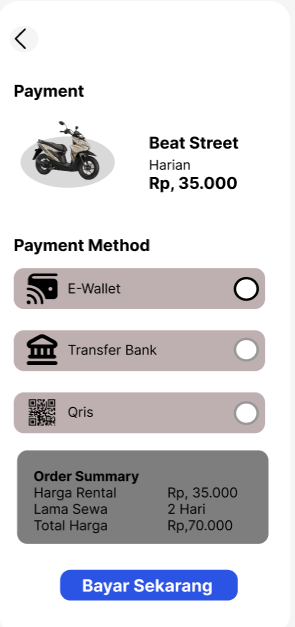 Payment
Beat Street
Harian
Rp, 35.000
Payment Method
E-Wallet
Transfer Bank
Qris
Order Summary
Harga Rental Rp, 35.000
Lama Sewa 2 Hari
Total Harga Rp,70.000
Bayar Sekarang